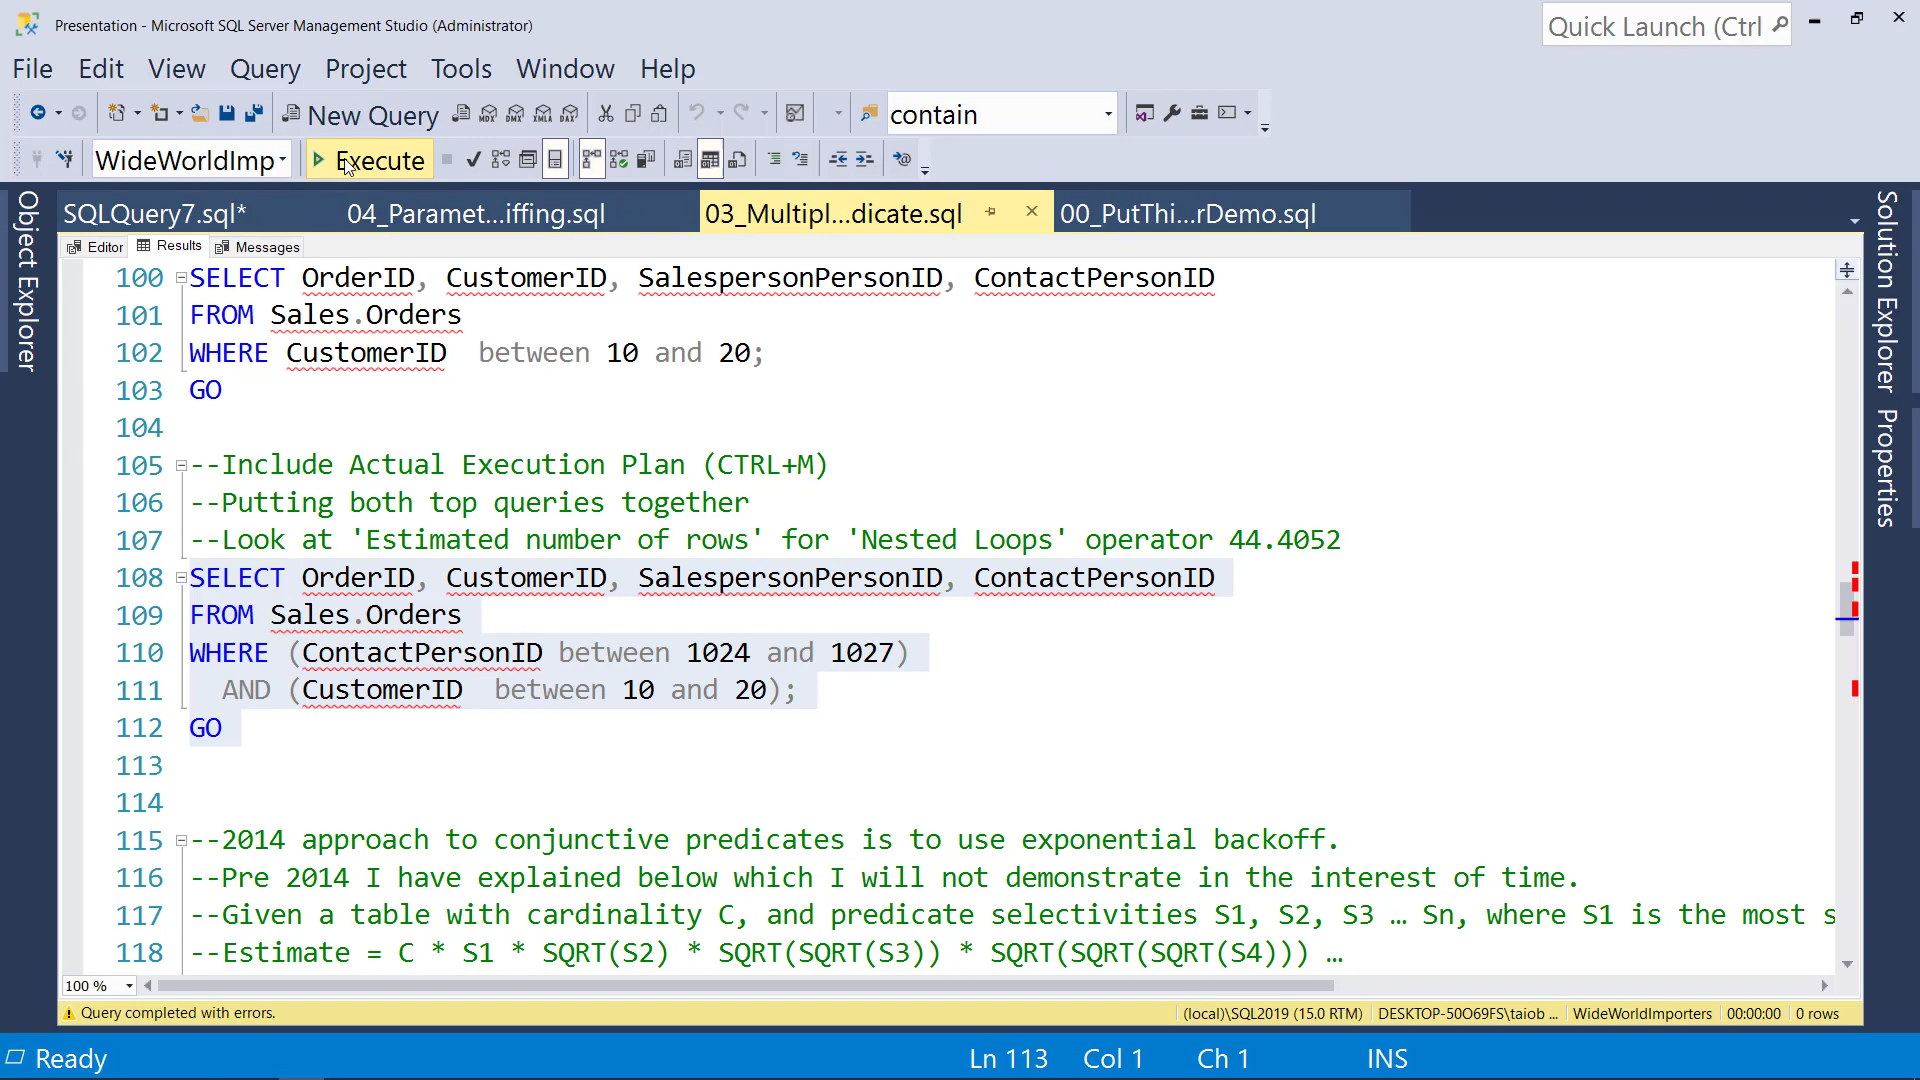 Presentation - Microsoft SQL Server Management Studio (Administrator)
Quick Launch (Ctrl
File Edit View Query Project Tools Window Help
New Query
contain
WideWorldImp
Execute
SQLQuery7.sql*
04_Paramet...iffing.sql
03_Multipl...dicate.sql
00_PutThi...rDemo.sql
Object Explorer
Solution Explorer
Properties
Editor
Results
Messages
100 SELECT OrderID, CustomerID, SalespersonPersonID, ContactPersonID
101 FROM Sales.Orders
102 WHERE CustomerID  between 10 and 20;
103 GO
104
105 --Include Actual Execution Plan (CTRL+M)
106 --Putting both top queries together
107 --Look at 'Estimated number of rows' for 'Nested Loops' operator 44.4052
108 SELECT OrderID, CustomerID, SalespersonPersonID, ContactPersonID
109 FROM Sales.Orders
110 WHERE (ContactPersonID between 1024 and 1027)
111   AND (CustomerID  between 10 and 20);
112 GO
113
114
115 --2014 approach to conjunctive predicates is to use exponential backoff.
116 --Pre 2014 I have explained below which I will not demonstrate in the interest of time.
117 --Given a table with cardinality C, and predicate selectivities S1, S2, S3 … Sn, where S1 is the most s
118 --Estimate = C * S1 * SQRT(S2) * SQRT(SQRT(S3)) * SQRT(SQRT(SQRT(S4))) …
100 %
Query completed with errors.
(local)\SQL2019 (15.0 RTM)
DESKTOP-50O69FS\taiob ...
WideWorldImporters
00:00:00
0 rows
Ready
Ln 113
Col 1
Ch 1
INS